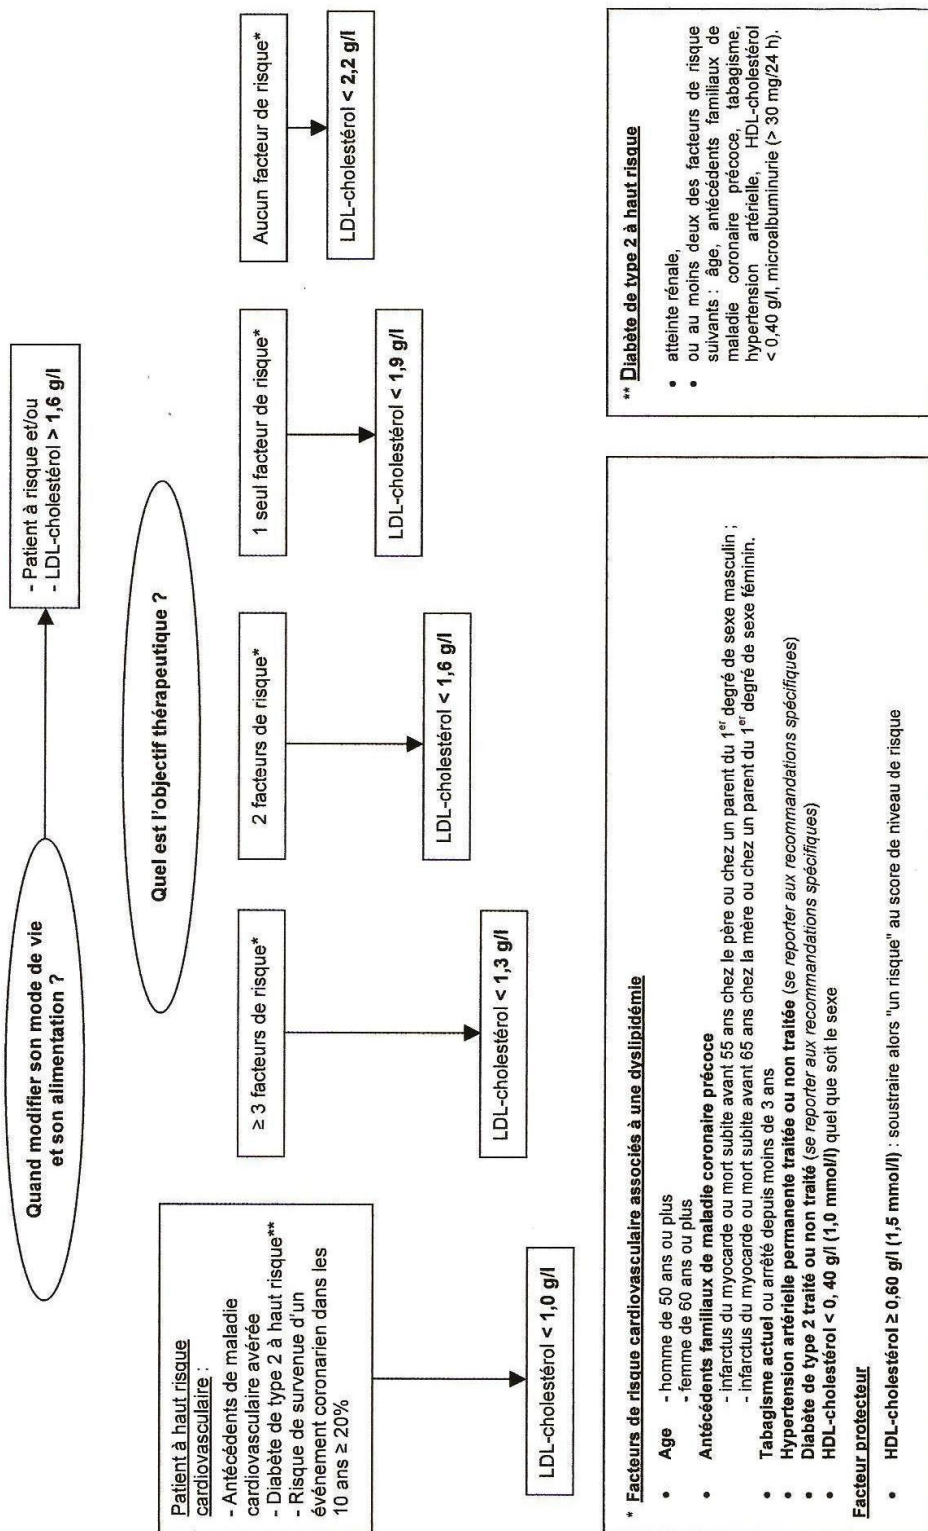 Quand modifier son mode de vie
et son alimentation ?
- Patient à risque et/ou
- LDL-cholestérol > 1,6 g/l
Quel est l'objectif thérapeutique ?
Patient à haut risque
cardiovasculaire :
- Antécédents de maladie
cardiovasculaire avérée
- Diabète de type 2 à haut risque**
- Risque de survenue d'un
événement coronarien dans les
10 ans ≥ 20%
LDL-cholestérol < 1,0 g/l
≥ 3 facteurs de risque*
LDL-cholestérol < 1,3 g/l
2 facteurs de risque*
LDL-cholestérol < 1,6 g/l
1 seul facteur de risque*
LDL-cholestérol < 1,9 g/l
Aucun facteur de risque*
LDL-cholestérol < 2,2 g/l
* Facteurs de risque cardiovasculaire associés à une dyslipidémie
• Age - homme de 50 ans ou plus
- femme de 60 ans ou plus
• Antécédents familiaux de maladie coronaire précoce
- infarctus du myocarde ou mort subite avant 55 ans chez le père ou chez un parent du 1er degré de sexe masculin ;
- infarctus du myocarde ou mort subite avant 65 ans chez la mère ou chez un parent du 1er degré de sexe féminin.
• Tabagisme actuel ou arrêté depuis moins de 3 ans
• Hypertension artérielle permanente traitée ou non traitée (se reporter aux recommandations spécifiques)
• Diabète de type 2 traité ou non traité (se reporter aux recommandations spécifiques)
• HDL-cholestérol < 0, 40 g/l (1,0 mmol/l) quel que soit le sexe
Facteur protecteur
• HDL-cholestérol ≥ 0,60 g/l (1,5 mmol/l) : soustraire alors "un risque" au score de niveau de risque
** Diabète de type 2 à haut risque
• atteinte rénale,
• ou au moins deux des facteurs de risque
suivants : âge, antécédents familiaux de
maladie coronaire précoce, tabagisme,
hypertension artérielle, HDL-cholestérol
< 0,40 g/l, microalbuminurie (> 30 mg/24 h).